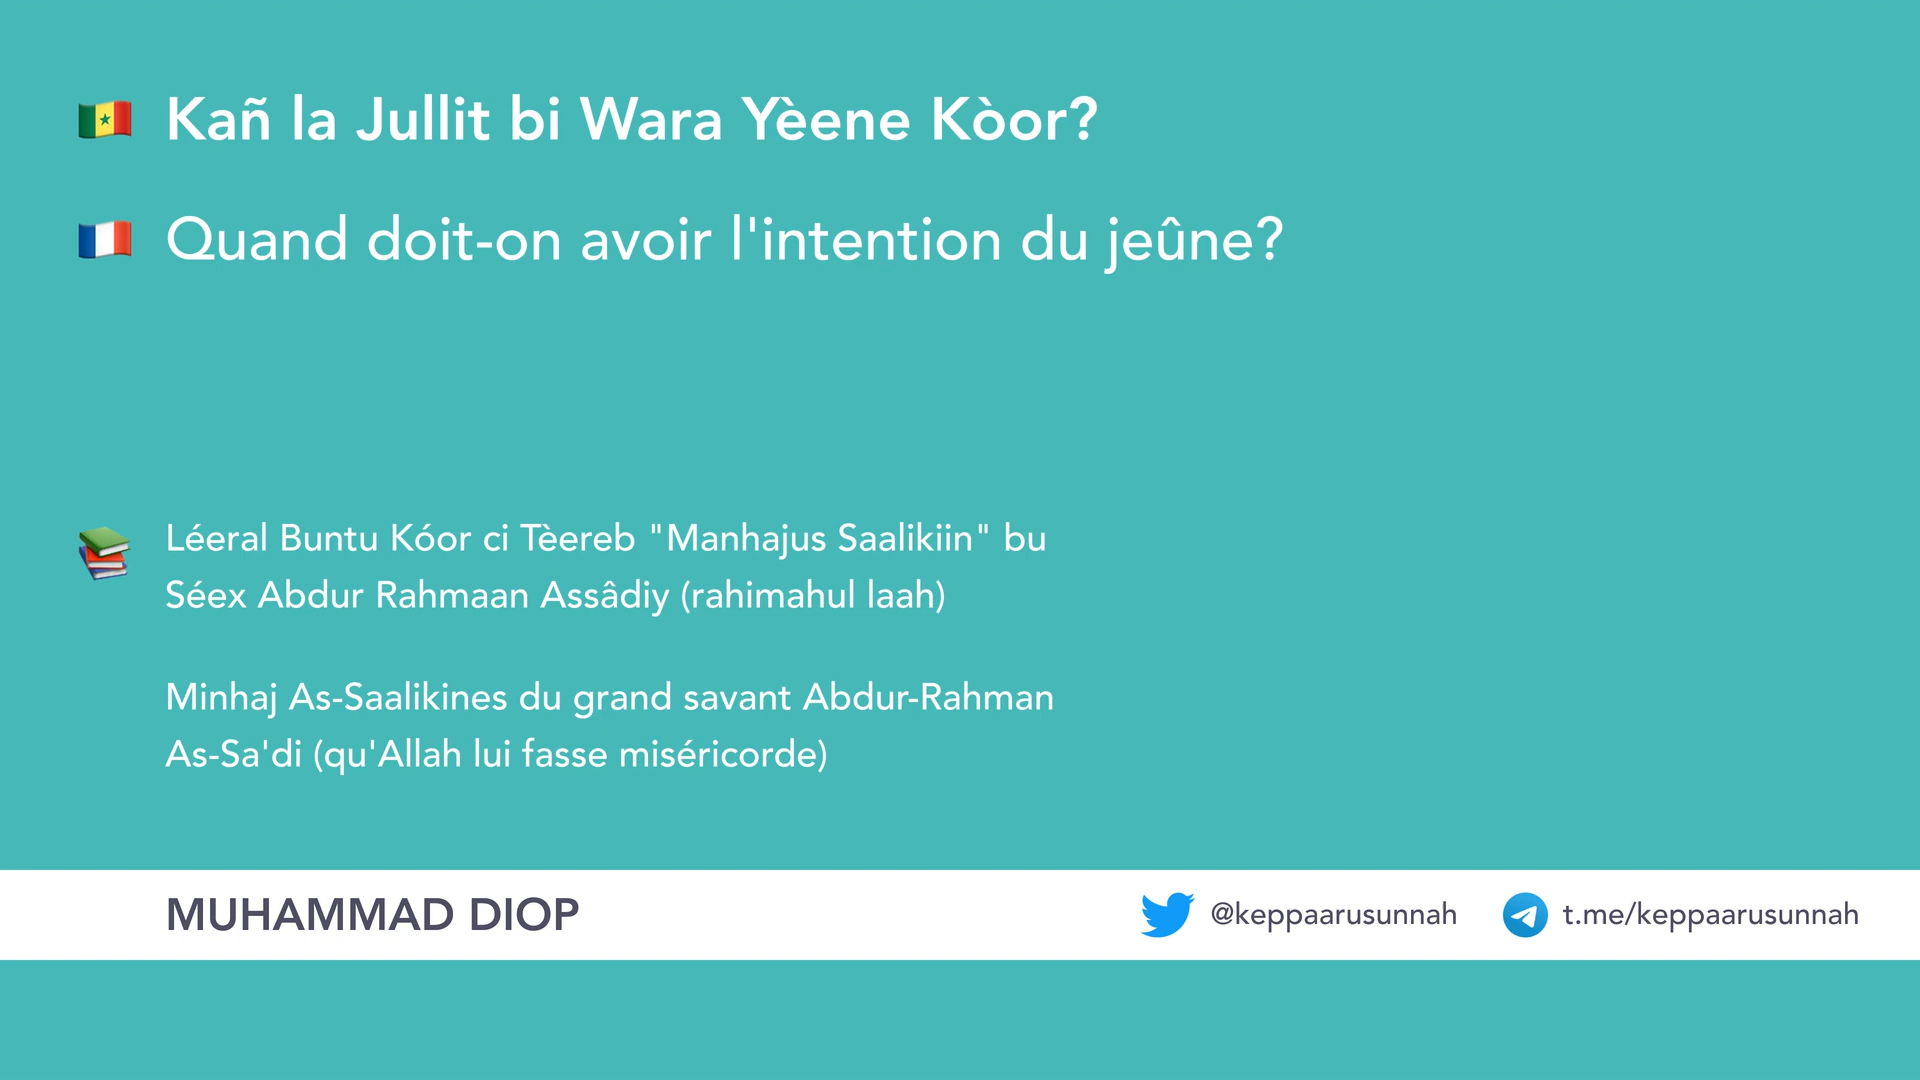 Kañ la Jullit bi Wara Yèene Kòor?
Quand doit-on avoir l'intention du jeûne?
Léeral Buntu Kóor ci Tèereb "Manhajus Saalikiin" bu
Séex Abdur Rahmaan Assâdiy (rahimahul laah)
Minhaj As-Saalikines du grand savant Abdur-Rahman
As-Sa'di (qu'Allah lui fasse miséricorde)
MUHAMMAD DIOP
@keppaarusunnah
t.me/keppaarusunnah